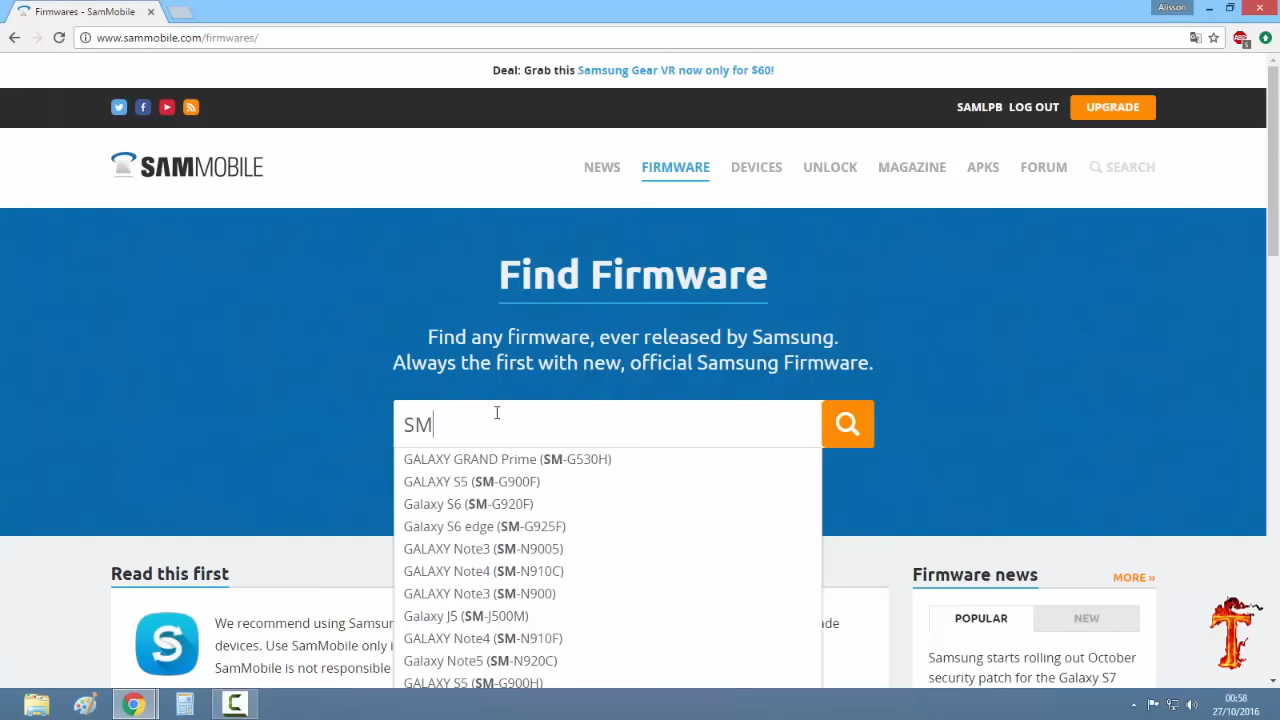 Firmwares - SamMobile
Alisson
www.sammobile.com/firmwares/
Deal: Grab this Samsung Gear VR now only for $60!
SAMLPB LOG OUT UPGRADE
SAMMOBILE
NEWS FIRMWARE DEVICES UNLOCK MAGAZINE APKS FORUM SEARCH
Find Firmware
Find any firmware, ever released by Samsung.
Always the first with new, official Samsung Firmware.
SM
GALAXY GRAND Prime (SM-G530H)
GALAXY S5 (SM-G900F)
Galaxy S6 (SM-G920F)
Galaxy S6 edge (SM-G925F)
GALAXY Note3 (SM-N9005)
GALAXY Note4 (SM-N910C)
GALAXY Note3 (SM-N900)
Galaxy J5 (SM-J500M)
GALAXY Note4 (SM-N910F)
Galaxy Note5 (SM-N920C)
GALAXY S5 (SM-G900H)
Read this first
We recommend using Samsu
devices. Use SamMobile only i
SamMobile is not responsible
ade
Firmware news
MORE »
POPULAR NEW
Samsung starts rolling out October
security patch for the Galaxy S7
T
00:58
27/10/2016